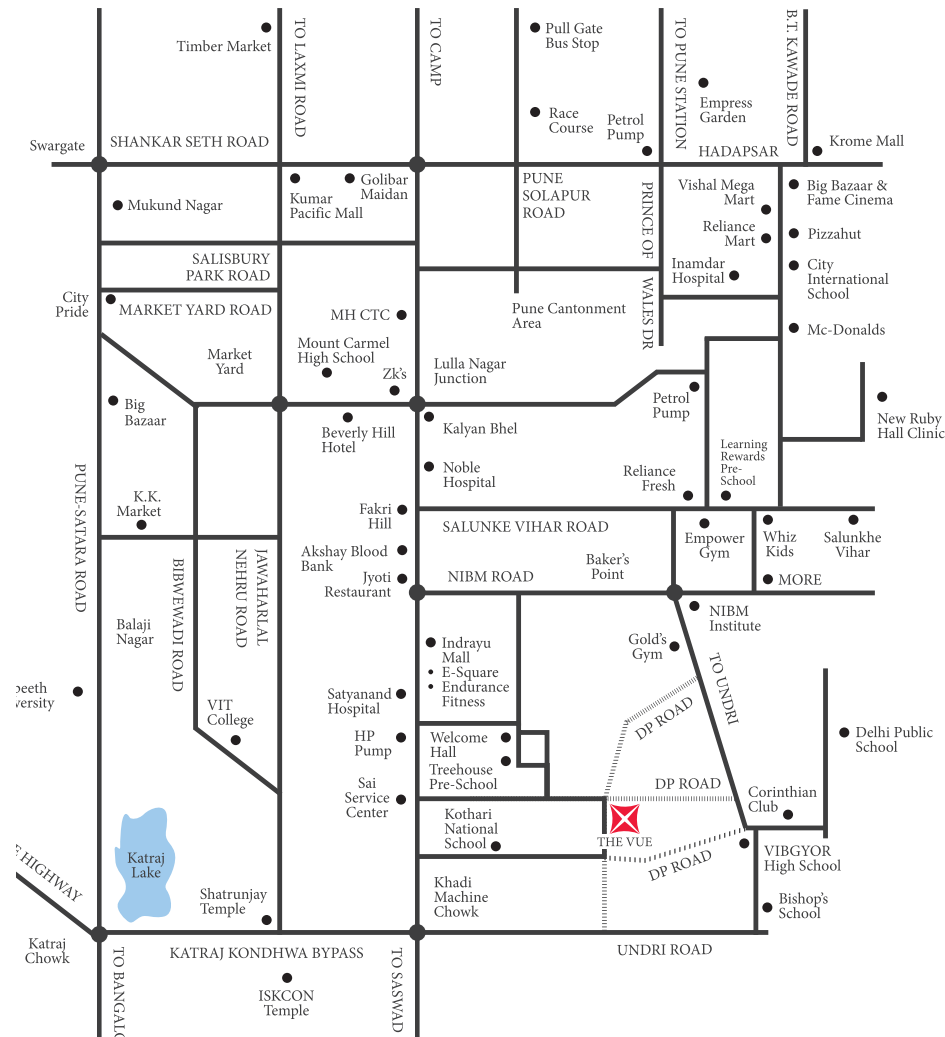 Timber Market
TO LAXMI ROAD
TO CAMP
Pull Gate
Bus Stop
TO PUNE STATION
B.T. KAWADE ROAD
Empress
Garden
Race
Course
Petrol
Pump
Krome Mall
Swargate
SHANKAR SETH ROAD
HADAPSAR
Mukund Nagar
Kumar
Pacific Mall
Golibar
Maidan
PUNE
SOLAPUR
ROAD
PRINCE OF
WALES DR
Vishal Mega
Mart
Reliance
Mart
Inamdar
Hospital
Big Bazaar &
Fame Cinema
Pizzahut
City
International
School
Mc-Donalds
SALISBURY
PARK ROAD
City
Pride
MARKET YARD ROAD
MH CTC
Pune Cantonment
Area
Market
Yard
Mount Carmel
High School
Zk's
Lulla Nagar
Junction
Big
Bazaar
Beverly Hill
Hotel
Kalyan Bhel
Petrol
Pump
New Ruby
Hall Clinic
Learning
Rewards
Pre-
School
Noble
Hospital
Reliance
Fresh
PUNE-SATARA ROAD
K.K.
Market
Fakri
Hill
SALUNKE VIHAR ROAD
Empower
Gym
Whiz
Kids
Salunkhe
Vihar
BIBWEWADI ROAD
JAWAHARLAL
NEHRU ROAD
Akshay Blood
Bank
Jyoti
Restaurant
NIBM ROAD
Baker's
Point
MORE
Balaji
Nagar
NIBM
Institute
Gold's
Gym
TO UNDRI
Indrayu
Mall
E-Square
Endurance
Fitness
peeth
versity
VIT
College
Satyanand
Hospital
DP ROAD
HP
Pump
Welcome
Hall
Treehouse
Pre-School
Delhi Public
School
Sai
Service
Center
DP ROAD
Corinthian
Club
Kothari
National
School
THE VUE
DP ROAD
VIBGYOR
High School
Katraj
Lake
E HIGHWAY
Shatrunjay
Temple
Khadi
Machine
Chowk
Bishop's
School
Katraj
Chowk
KATRAJ KONDHWA BYPASS
UNDRI ROAD
TO BANGALO
ISKCON
Temple
TO SASWAD